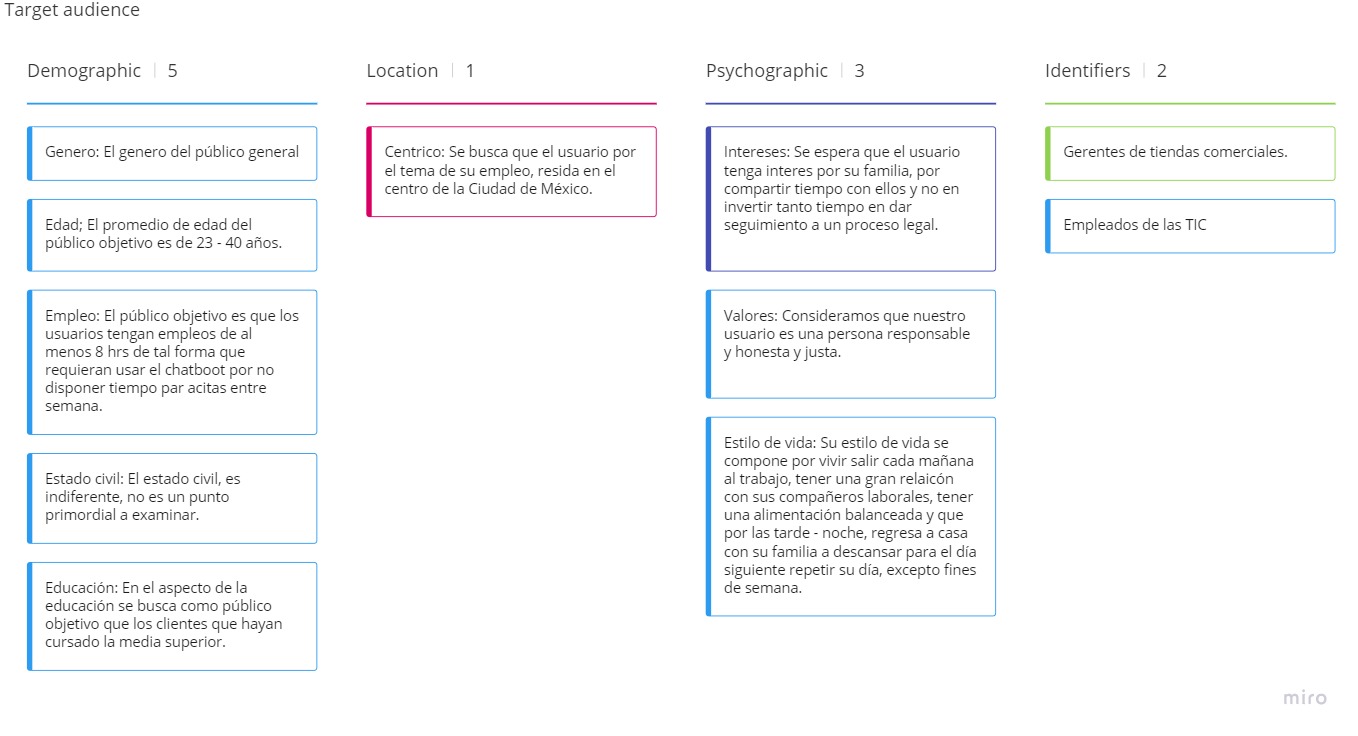 Target audience
Demographic | 5
Genero: El genero del público general
Edad; El promedio de edad del
público objetivo es de 23 - 40 años.
Empleo: El público objetivo es que los
usuarios tengan empleos de al
menos 8 hrs de tal forma que
requieran usar el chatboot por no
disponer tiempo par acitas entre
semana.
Estado civil: El estado civil, es
indiferente, no es un punto
primordial a examinar.
Educación: En el aspecto de la
educación se busca como público
objetivo que los clientes que hayan
cursado la media superior.
Location | 1
Centrico: Se busca que el usuario por
el tema de su empleo, resida en el
centro de la Ciudad de México.
Psychographic | 3
Intereses: Se espera que el usuario
tenga interes por su familia, por
compartir tiempo con ellos y no en
invertir tanto tiempo en dar
seguimiento a un proceso legal.
Valores: Consideramos que nuestro
usuario es una persona responsable
y honesta y justa.
Estilo de vida: Su estilo de vida se
compone por vivir salir cada mañana
al trabajo, tener una gran relaicón
con sus compañeros laborales, tener
una alimentación balanceada y que
por las tarde - noche, regresa a casa
con su familia a descansar para el día
siguiente repetir su día, excepto fines
de semana.
Identifiers | 2
Gerentes de tiendas comerciales.
Empleados de las TIC
miro